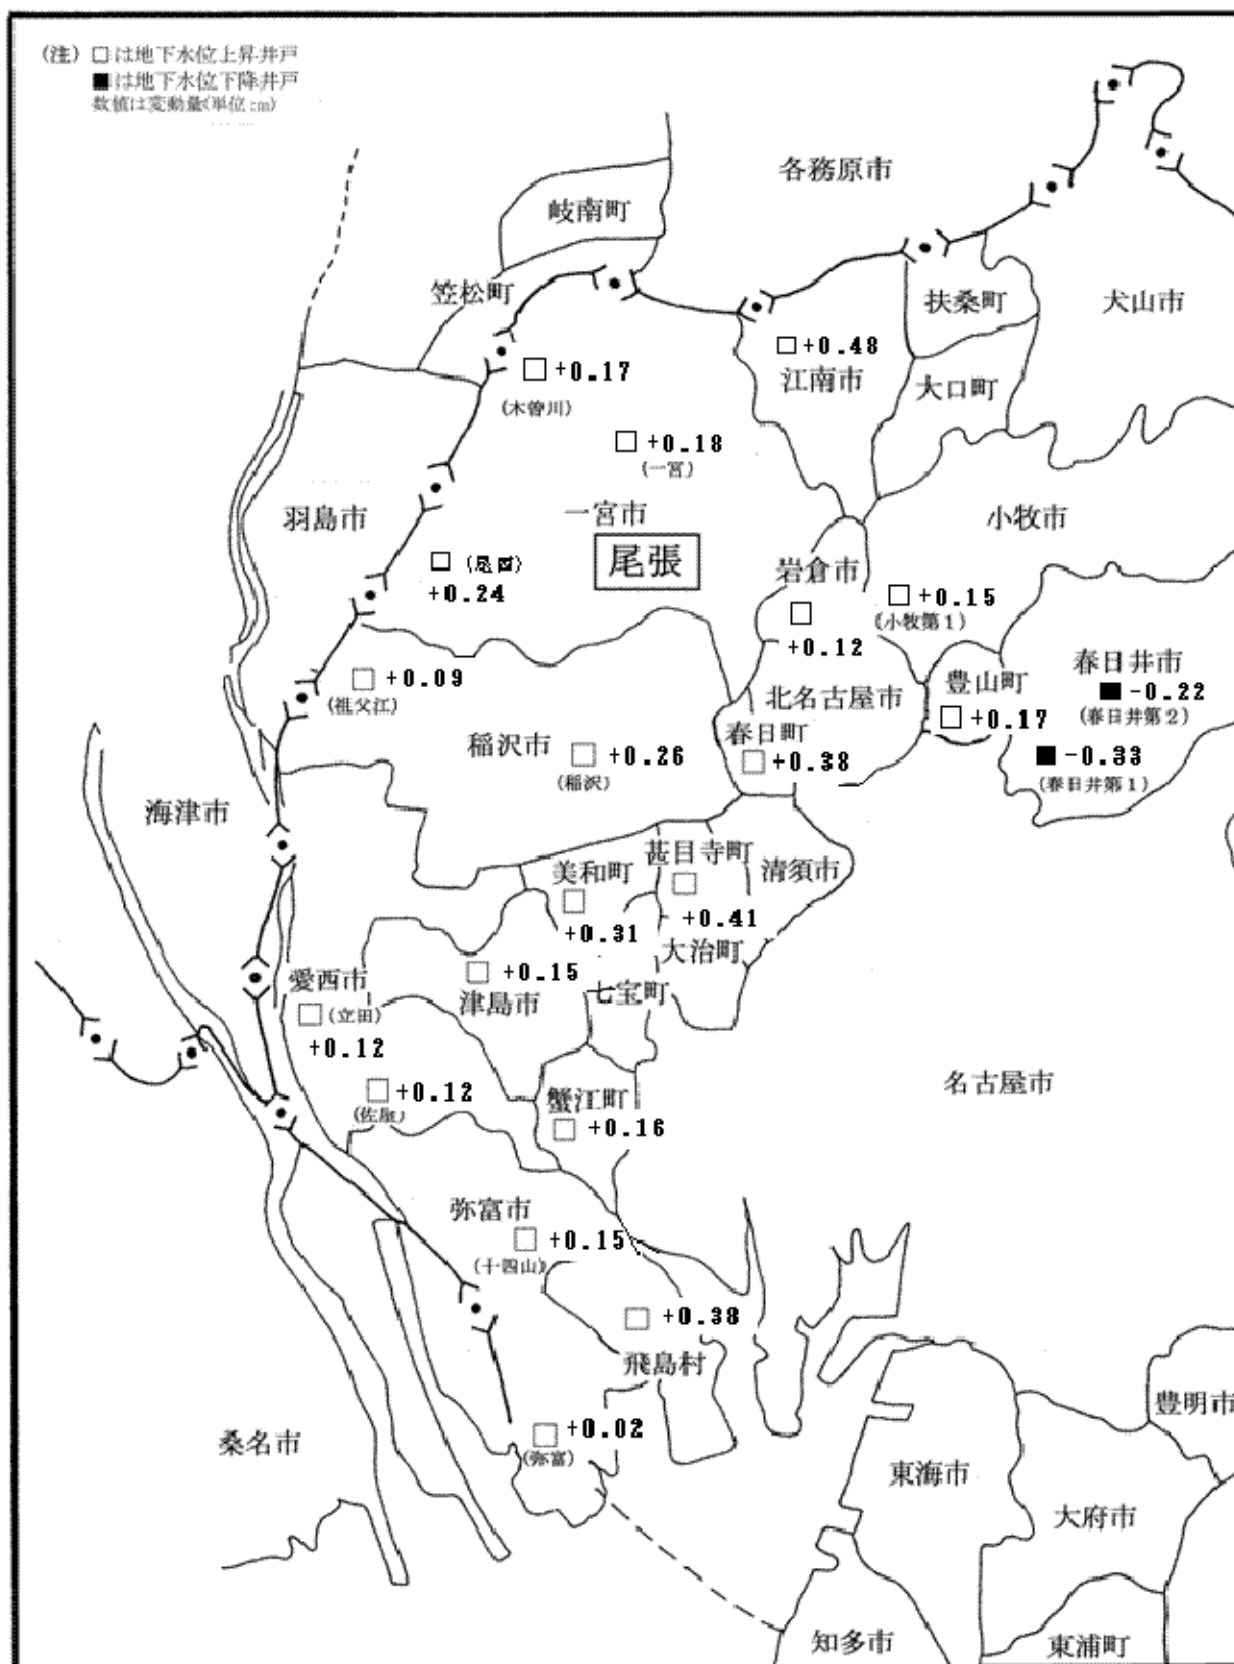 (注) □は地下水位上昇井戸
■は地下水位下降井戸
数値は変動量(単位:m)
各務原市
岐南町
笠松町
扶桑町
犬山市
□+0.48
江南市
大口町
□+0.17
(木曽川)
□+0.18
(一宮)
羽島市
一宮市
小牧市
尾張
□(尾西)
+0.24
岩倉市
□
+0.12
□+0.15
(小牧第1)
□+0.09
(祖父江)
北名古屋市
豊山町
□+0.17
春日井市
■-0.22
(春日井第2)
■-0.33
(春日井第1)
稲沢市
□+0.26
(稲沢)
春日町
□+0.38
海津市
美和町
□
+0.31
甚目寺町
□
+0.41
清須市
大治町
愛西市
□(立田)
+0.12
□+0.15
津島市
七宝町
□+0.12
(佐屋)
蟹江町
□+0.16
名古屋市
弥富市
□+0.15
(十四山)
□+0.38
飛島村
□+0.02
(弥富)
桑名市
豊明市
東海市
大府市
知多市
東浦町